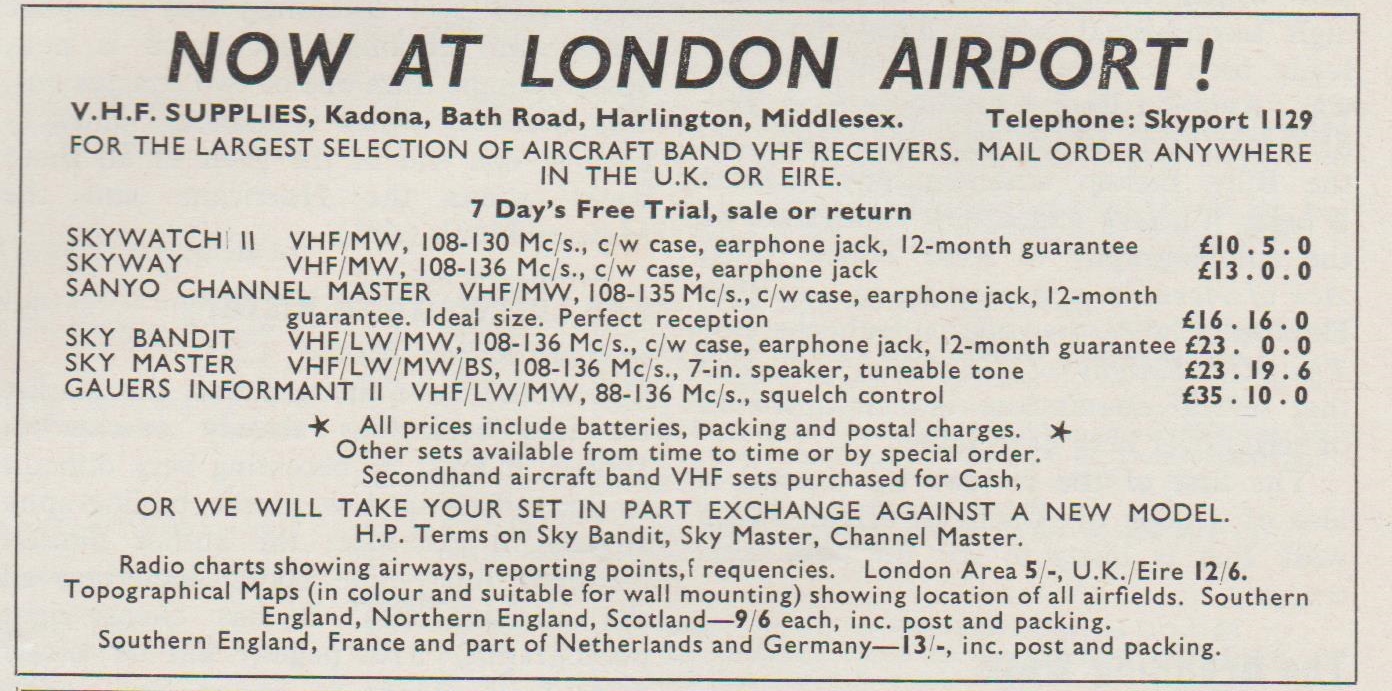 NOW AT LONDON AIRPORT!
V.H.F. SUPPLIES, Kadona, Bath Road, Harlington, Middlesex. Telephone: Skyport 1129
FOR THE LARGEST SELECTION OF AIRCRAFT BAND VHF RECEIVERS. MAIL ORDER ANYWHERE
IN THE U.K. OR EIRE.
7 Day's Free Trial, sale or return
SKYWATCH II VHF/MW, 108-130 Mc/s., c/w case, earphone jack, 12-month guarantee £10.5.0
SKYWAY VHF/MW, 108-136 Mc/s., c/w case, earphone jack £13.0.0
SANYO CHANNEL MASTER VHF/MW, 108-135 Mc/s., c/w case, earphone jack, 12-month
guarantee. Ideal size. Perfect reception £16.16.0
SKY BANDIT VHF/LW/MW, 108-136 Mc/s., c/w case, earphone jack, 12-month guarantee £23. 0.0
SKY MASTER VHF/LW/MW/BS, 108-136 Mc/s., 7-in. speaker, tuneable tone £23.19.6
GAUERS INFORMANT II VHF/LW/MW, 88-136 Mc/s., squelch control £35.10.0
★ All prices include batteries, packing and postal charges. ★
Other sets available from time to time or by special order.
Secondhand aircraft band VHF sets purchased for Cash,
OR WE WILL TAKE YOUR SET IN PART EXCHANGE AGAINST A NEW MODEL.
H.P. Terms on Sky Bandit, Sky Master, Channel Master.
Radio charts showing airways, reporting points,f requencies. London Area 5/-, U.K./Eire 12/6.
Topographical Maps (in colour and suitable for wall mounting) showing location of all airfields. Southern
England, Northern England, Scotland—9/6 each, inc. post and packing.
Southern England, France and part of Netherlands and Germany—13/-, inc. post and packing.